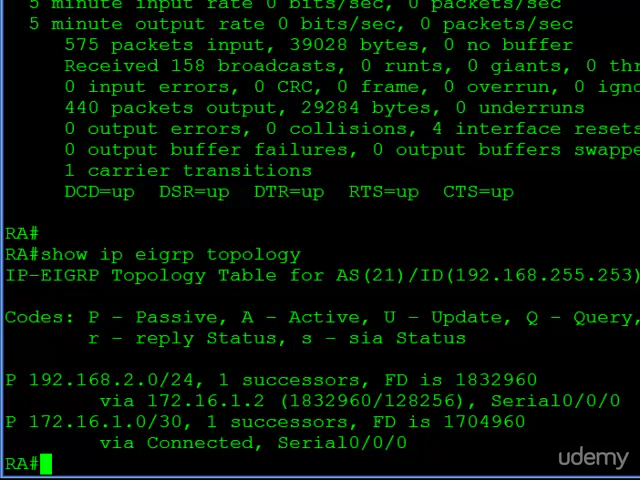 5 minute input rate 0 bits/sec, 0 packets/sec
5 minute output rate 0 bits/sec, 0 packets/sec
575 packets input, 39028 bytes, 0 no buffer
Received 158 broadcasts, 0 runts, 0 giants, 0 thr
0 input errors, 0 CRC, 0 frame, 0 overrun, 0 igno
440 packets output, 29284 bytes, 0 underruns
0 output errors, 0 collisions, 4 interface resets
0 output buffer failures, 0 output buffers swappe
1 carrier transitions
DCD=up DSR=up DTR=up RTS=up CTS=up
RA#
RA#show ip eigrp topology
IP-EIGRP Topology Table for AS(21)/ID(192.168.255.253)
Codes: P - Passive, A - Active, U - Update, Q - Query,
r - reply Status, s - sia Status
P 192.168.2.0/24, 1 successors, FD is 1832960
via 172.16.1.2 (1832960/128256), Serial0/0/0
P 172.16.1.0/30, 1 successors, FD is 1704960
via Connected, Serial0/0/0
RA#
udemy